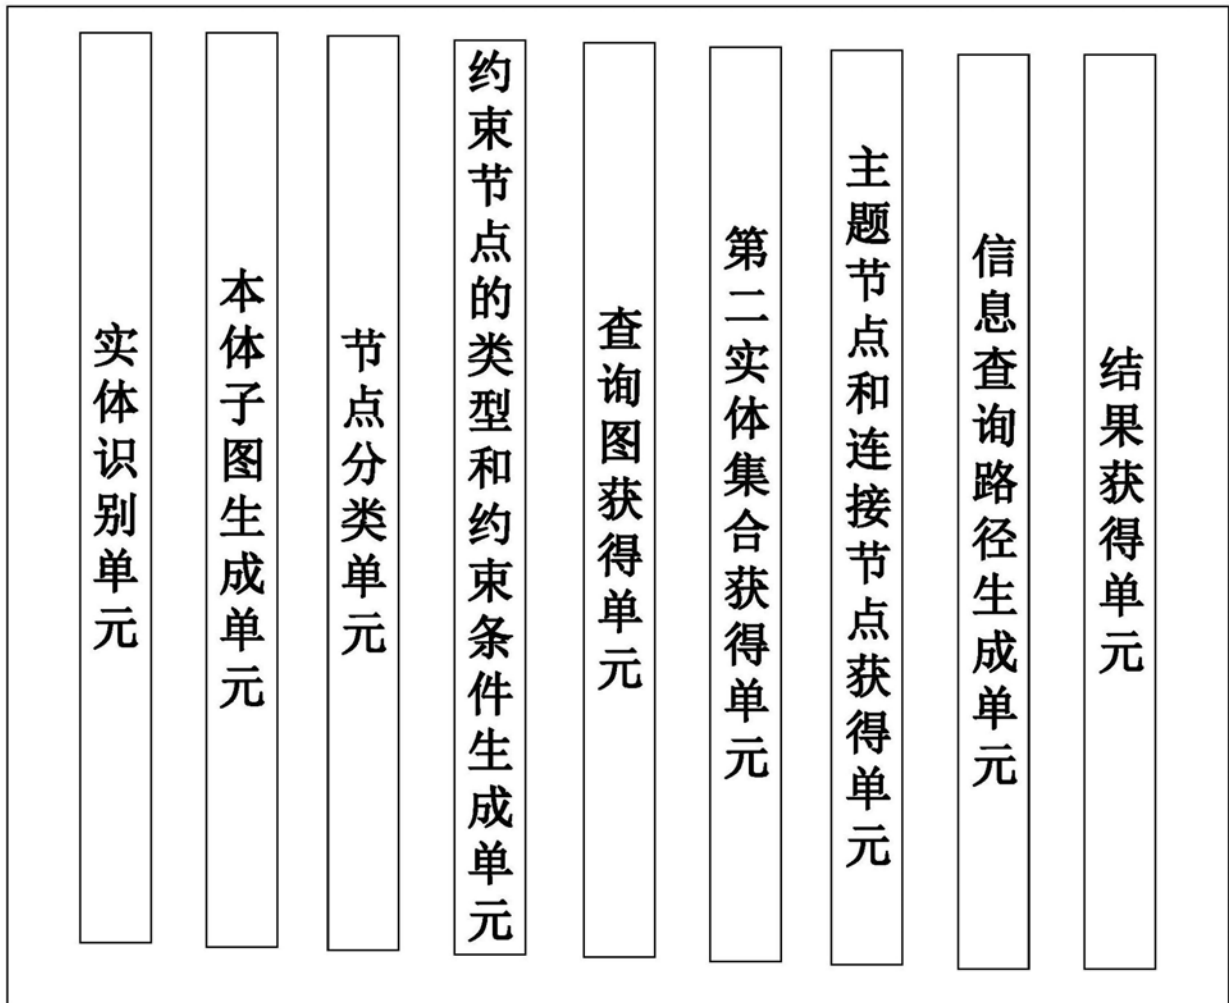 实体识别单元
本体子图生成单元
节点分类单元
约束节点的类型和约束条件生成单元
查询图获得单元
第二实体集合获得单元
主题节点和连接节点获得单元
信息查询路径生成单元
结果获得单元